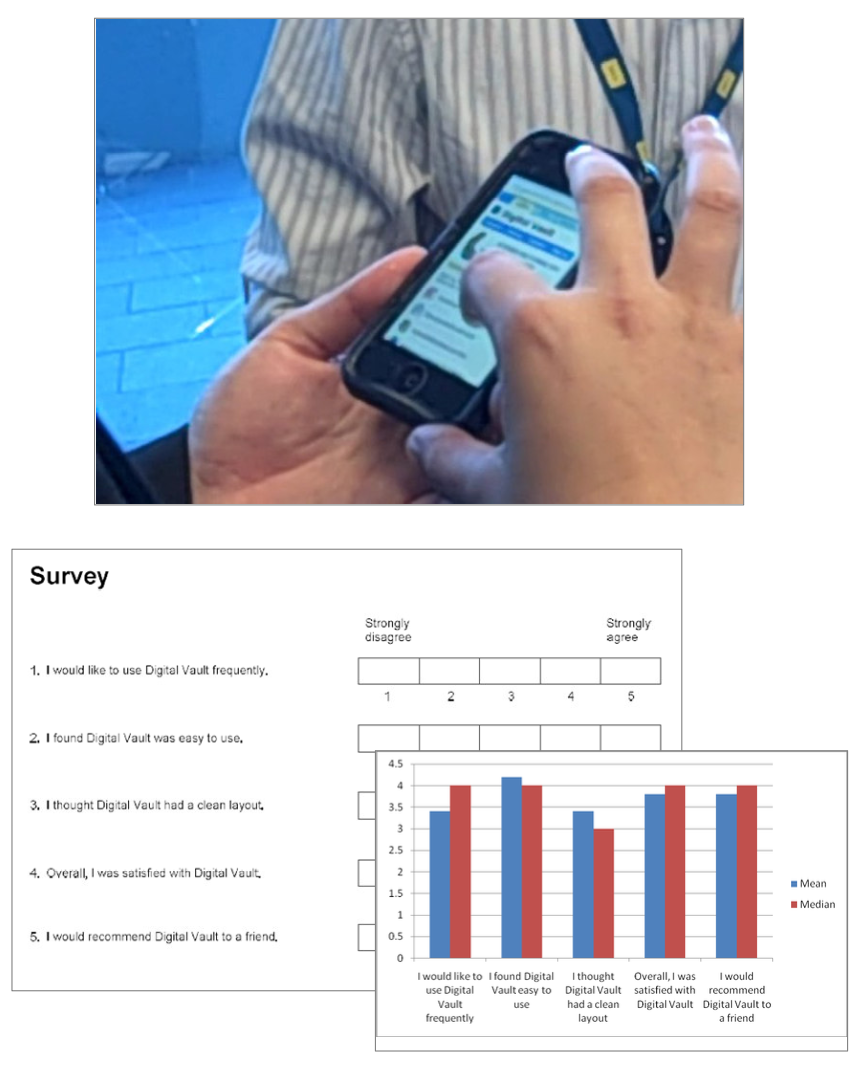 Digital Vault
Survey
Strongly
disagree
Strongly
agree
1. I would like to use Digital Vault frequently.
1 2 3 4 5
2. I found Digital Vault was easy to use.
3. I thought Digital Vault had a clean layout.
4. Overall, I was satisfied with Digital Vault.
5. I would recommend Digital Vault to a friend.
4.5
4
3.5
3
2.5
2
1.5
1
0.5
0
I would like to
use Digital
Vault
frequently
I found Digital
Vault easy to
use
I thought
Digital Vault
had a clean
layout
Overall, I was
satisfied with
Digital Vault
I would
recommend
Digital Vault to
a friend
Mean
Median